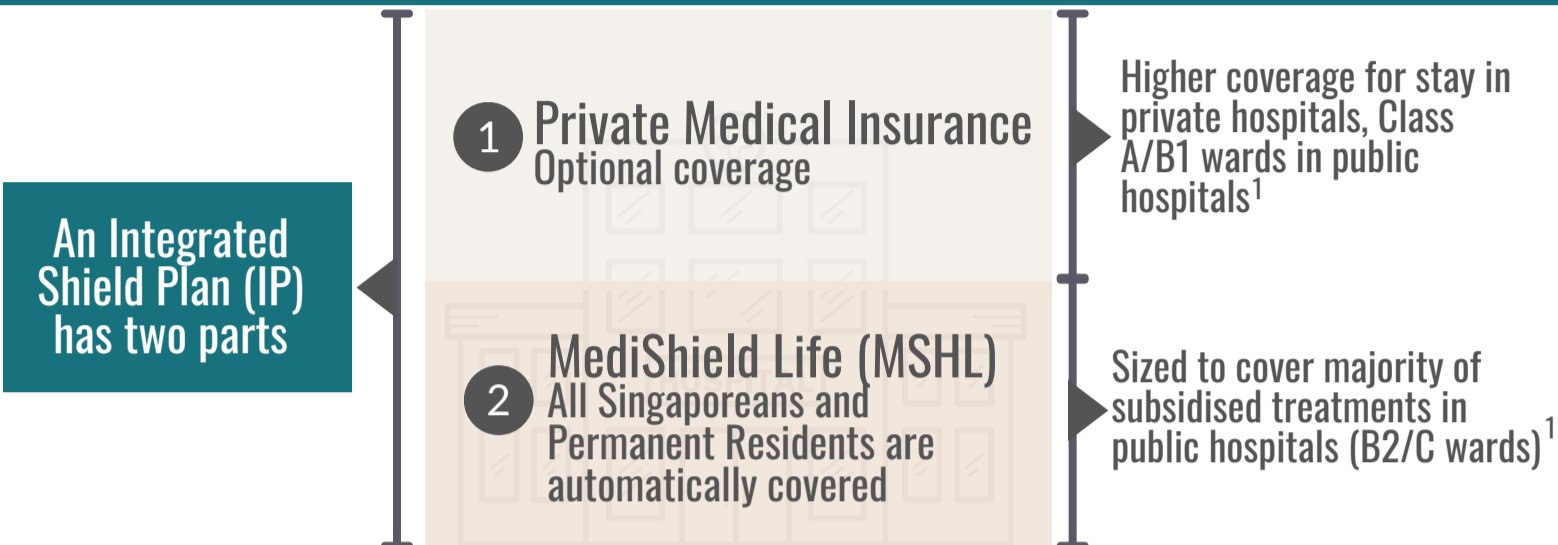 An Integrated
Shield Plan (IP)
has two parts
1
Private Medical Insurance
Optional coverage
Higher coverage for stay in
private hospitals, Class
A/B1 wards in public
hospitals¹
2
MediShield Life (MSHL)
HOSPITAL
All Singaporeans and
Permanent Residents are
automatically covered
Sized to cover majority of
subsidised treatments in
public hospitals (B2/C wards)¹